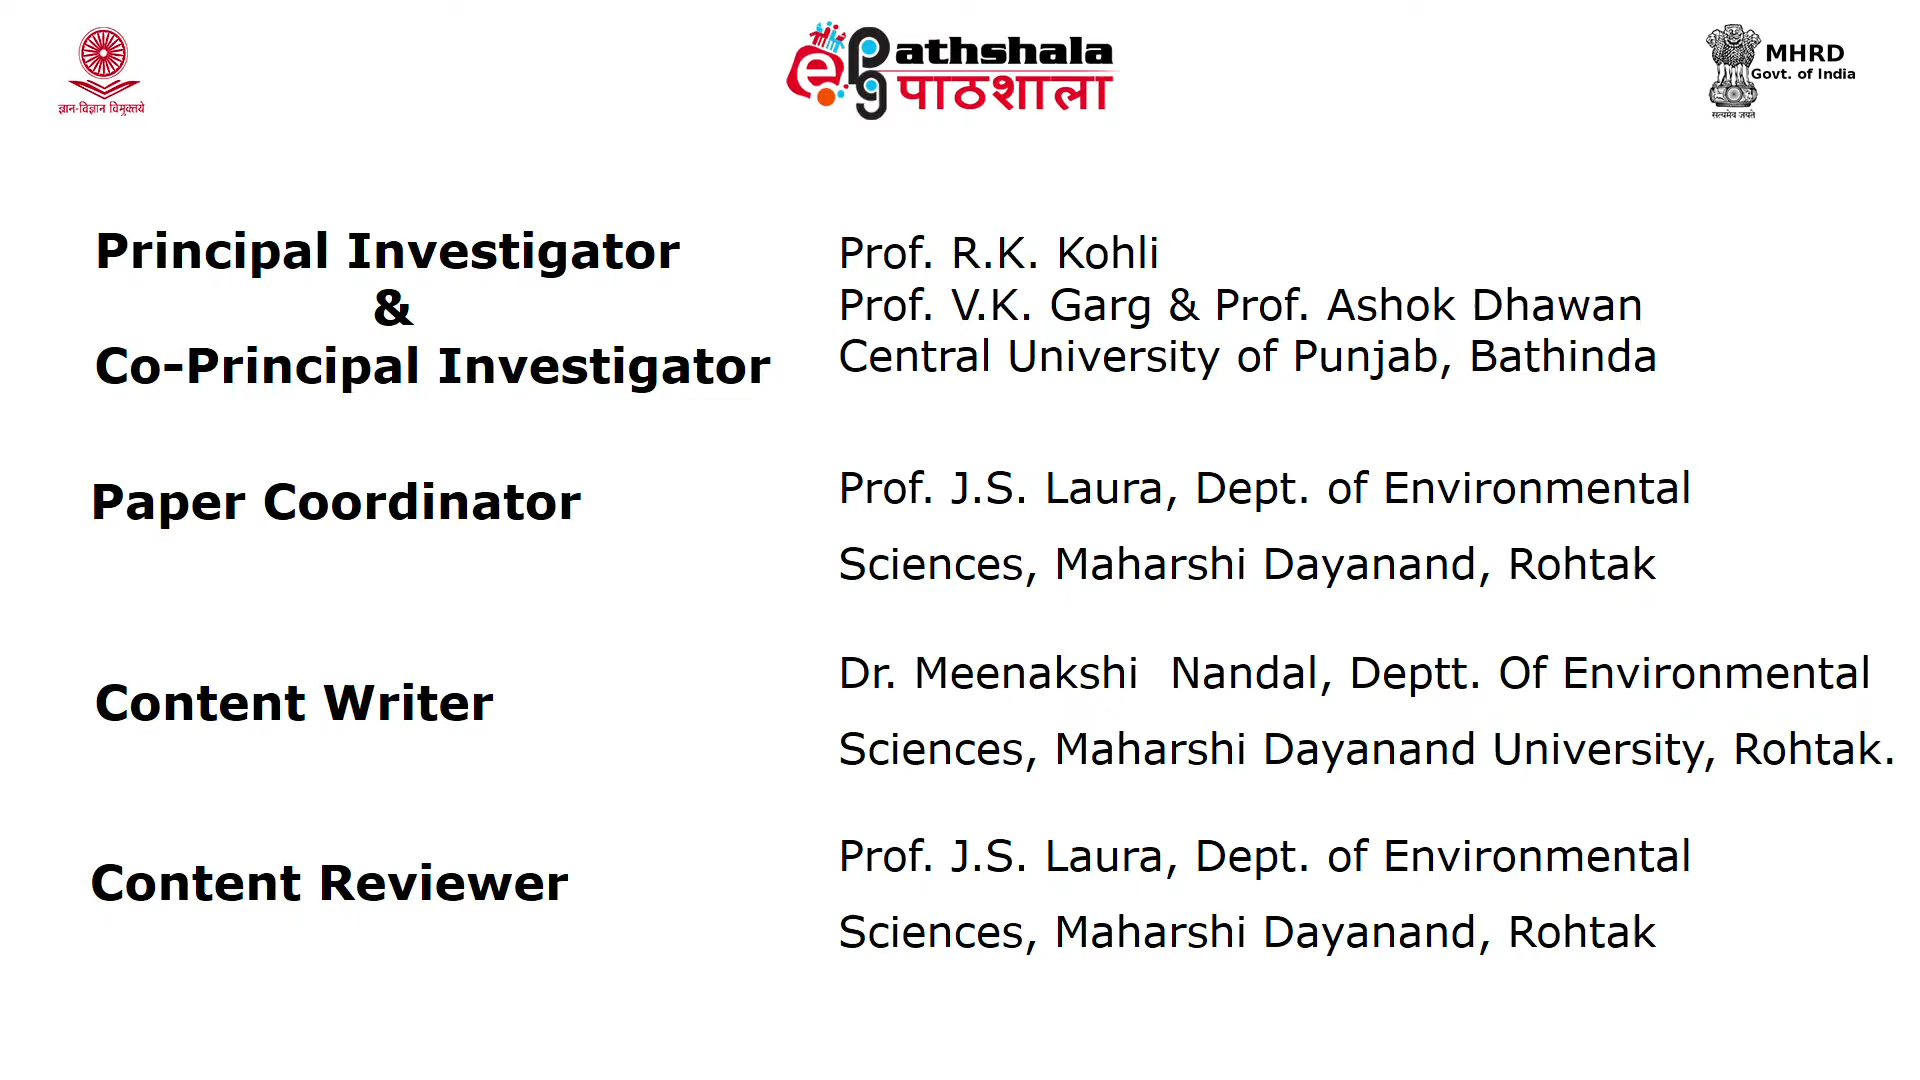 ज्ञान-विज्ञान विमुक्तये
ePathshala
पाठशाला
MHRD
Govt. of India
सत्यमेव जयते
Principal Investigator
&
Co-Principal Investigator
Prof. R.K. Kohli
Prof. V.K. Garg & Prof. Ashok Dhawan
Central University of Punjab, Bathinda
Paper Coordinator
Prof. J.S. Laura, Dept. of Environmental
Sciences, Maharshi Dayanand, Rohtak
Content Writer
Dr. Meenakshi  Nandal, Deptt. Of Environmental
Sciences, Maharshi Dayanand University, Rohtak.
Content Reviewer
Prof. J.S. Laura, Dept. of Environmental
Sciences, Maharshi Dayanand, Rohtak